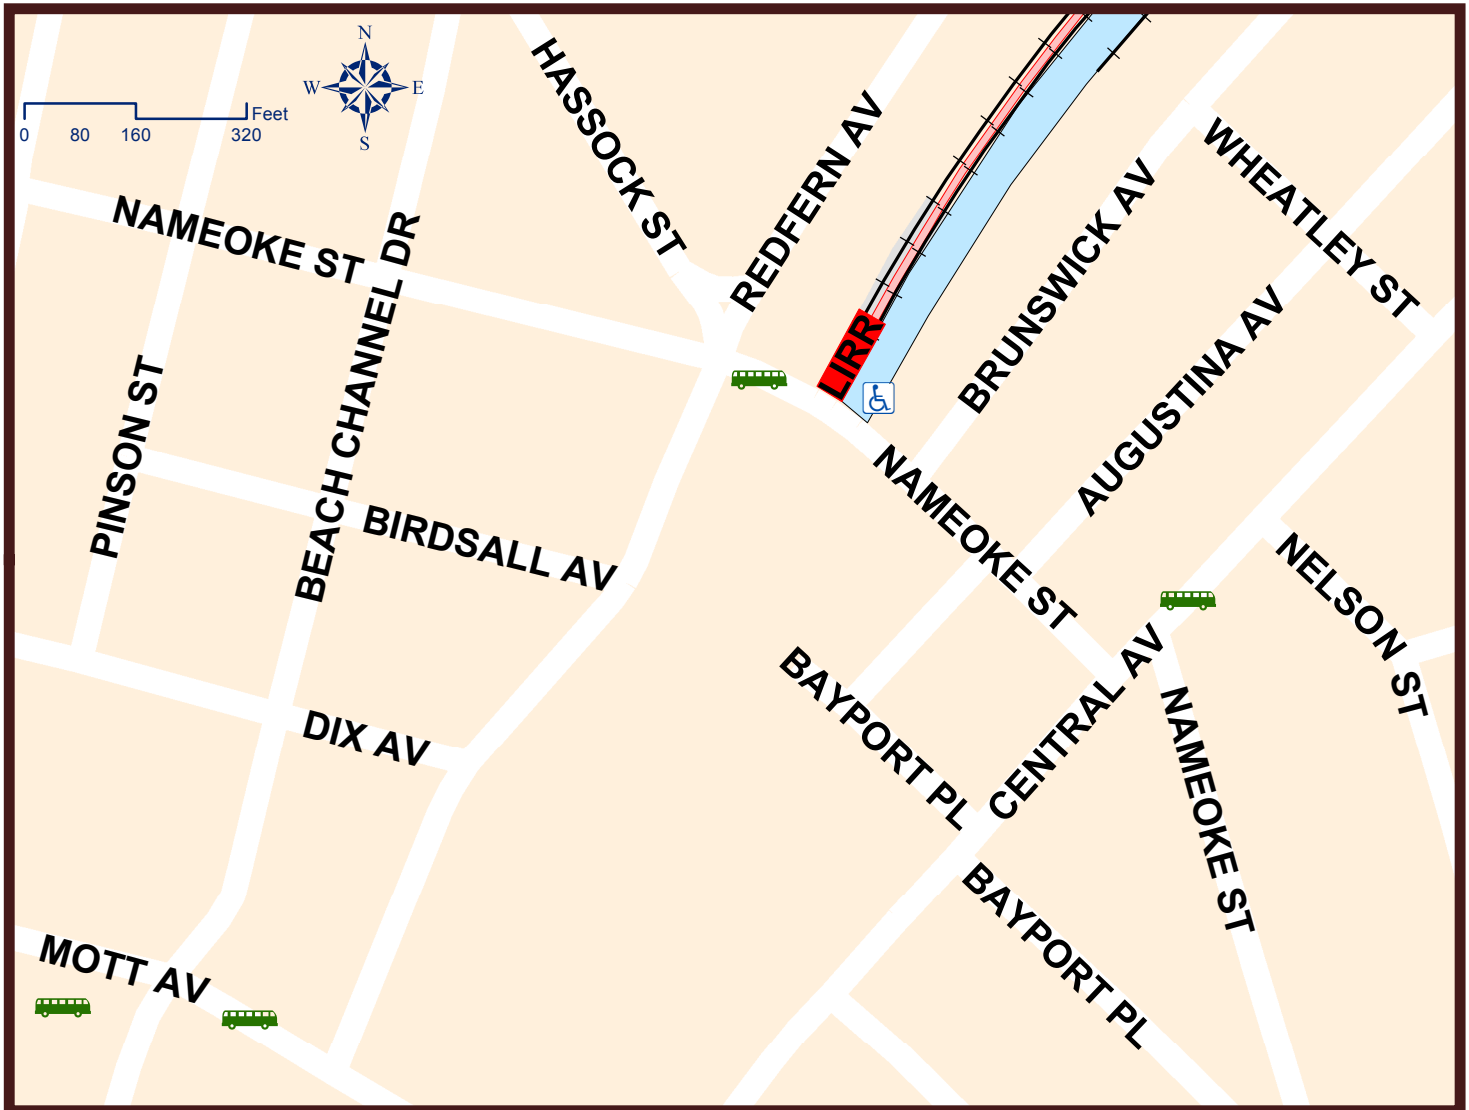 N
W
E
S
Feet
0
80
160
320
HASSOCK ST
REDFERN AV
WHEATLEY ST
NAMEOKE ST
BEACH CHANNEL DR
BRUNSWICK AV
AUGUSTINA AV
LIRR
PINSON ST
BIRDSALL AV
NAMEOKE ST
NELSON ST
BAYPORT PL
CENTRAL AV
NAMEOKE ST
DIX AV
BAYPORT PL
MOTT AV